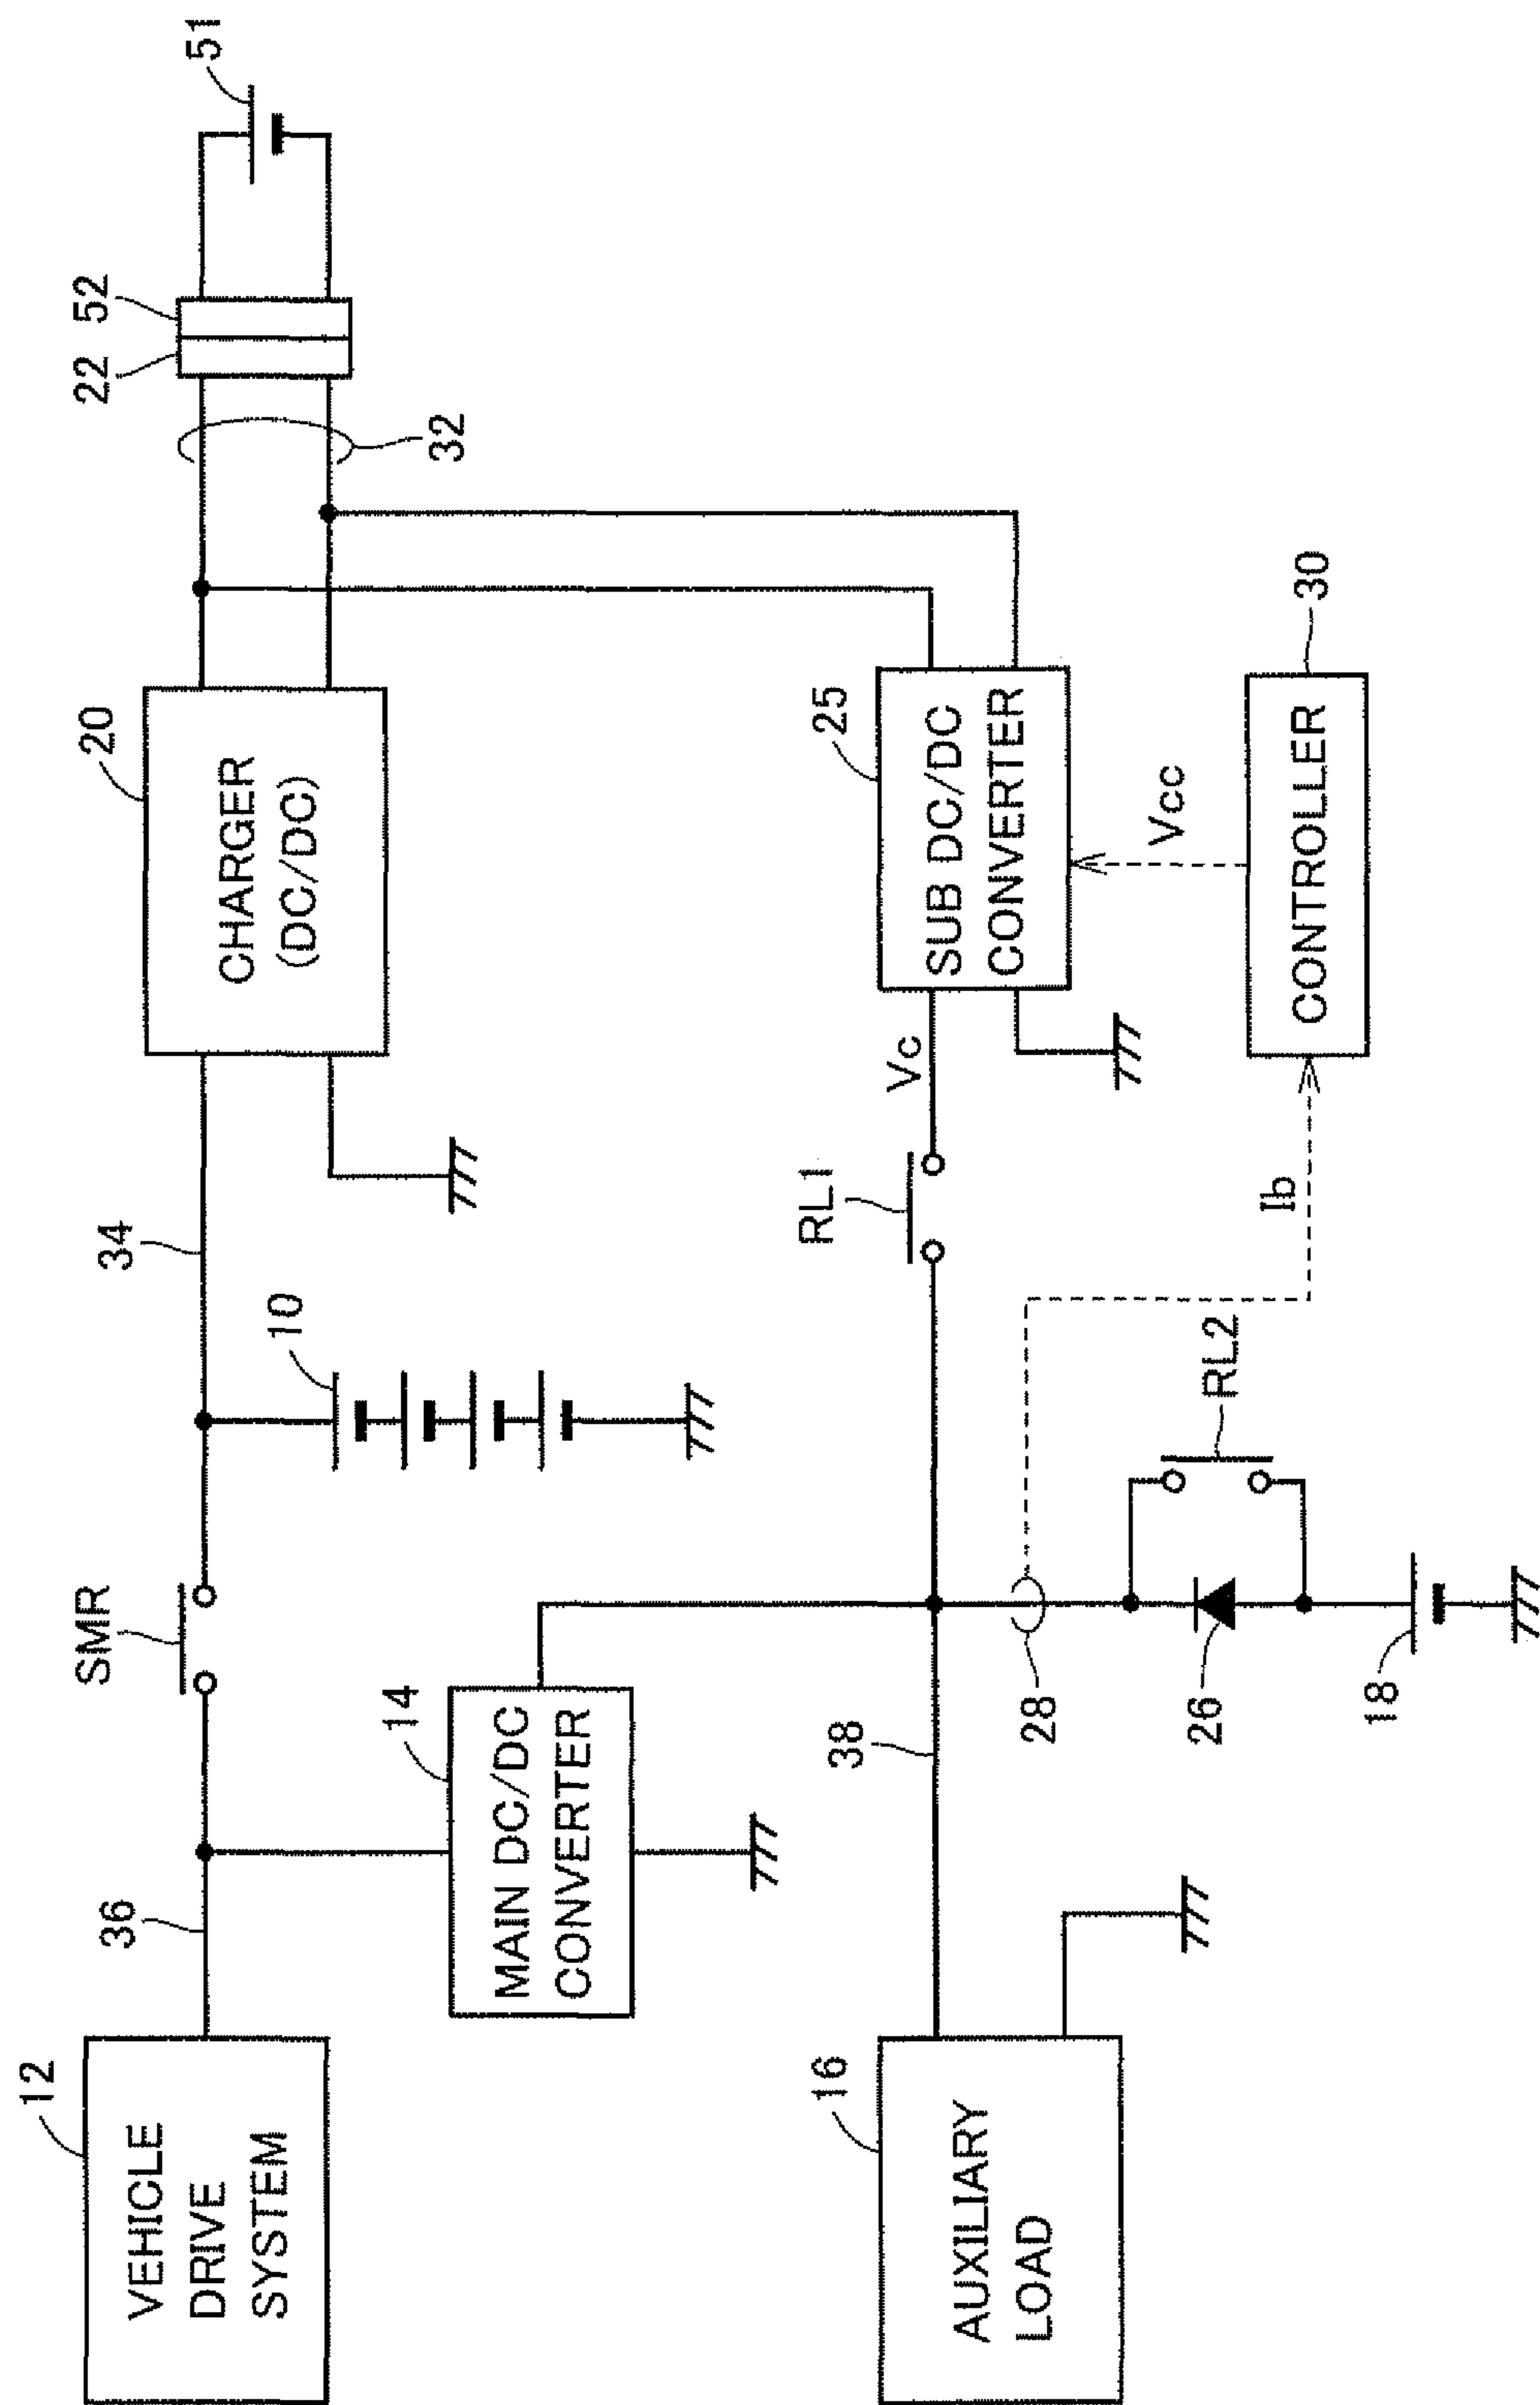 12
VEHICLE
DRIVE
SYSTEM
36
SMR
34
10
20
CHARGER
(DC/DC)
22
52
32
51
14
MAIN DC/DC
CONVERTER
16
AUXILIARY
LOAD
38
RL1
Vc
25
SUB DC/DC
CONVERTER
Vcc
28
26
18
RL2
Ib
30
CONTROLLER